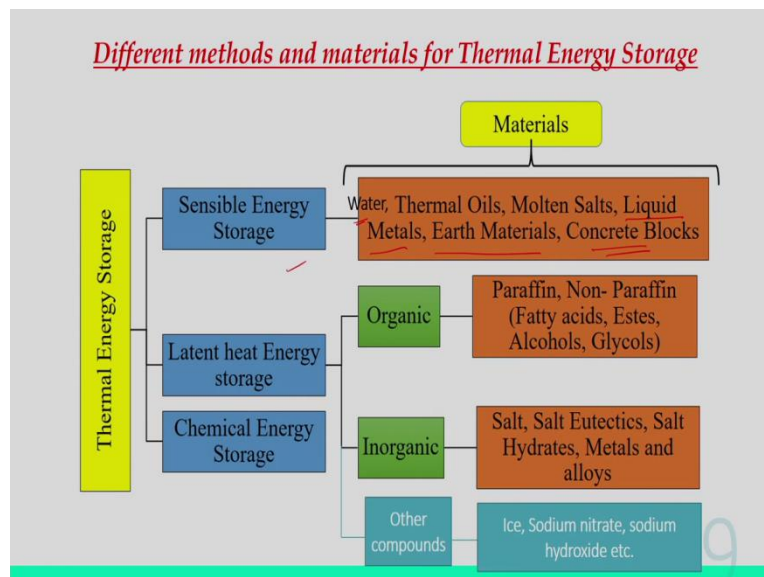 Different methods and materials for Thermal Energy Storage
Materials
Thermal Energy Storage
Sensible Energy
Storage
Water, Thermal Oils, Molten Salts, Liquid
Metals, Earth Materials, Concrete Blocks
Latent heat Energy
storage
Organic
Paraffin, Non- Paraffin
(Fatty acids, Estes,
Alcohols, Glycols)
Inorganic
Salt, Salt Eutectics, Salt
Hydrates, Metals and
alloys
Other
compounds
Ice, Sodium nitrate, sodium
hydroxide etc.
Chemical Energy
Storage
9